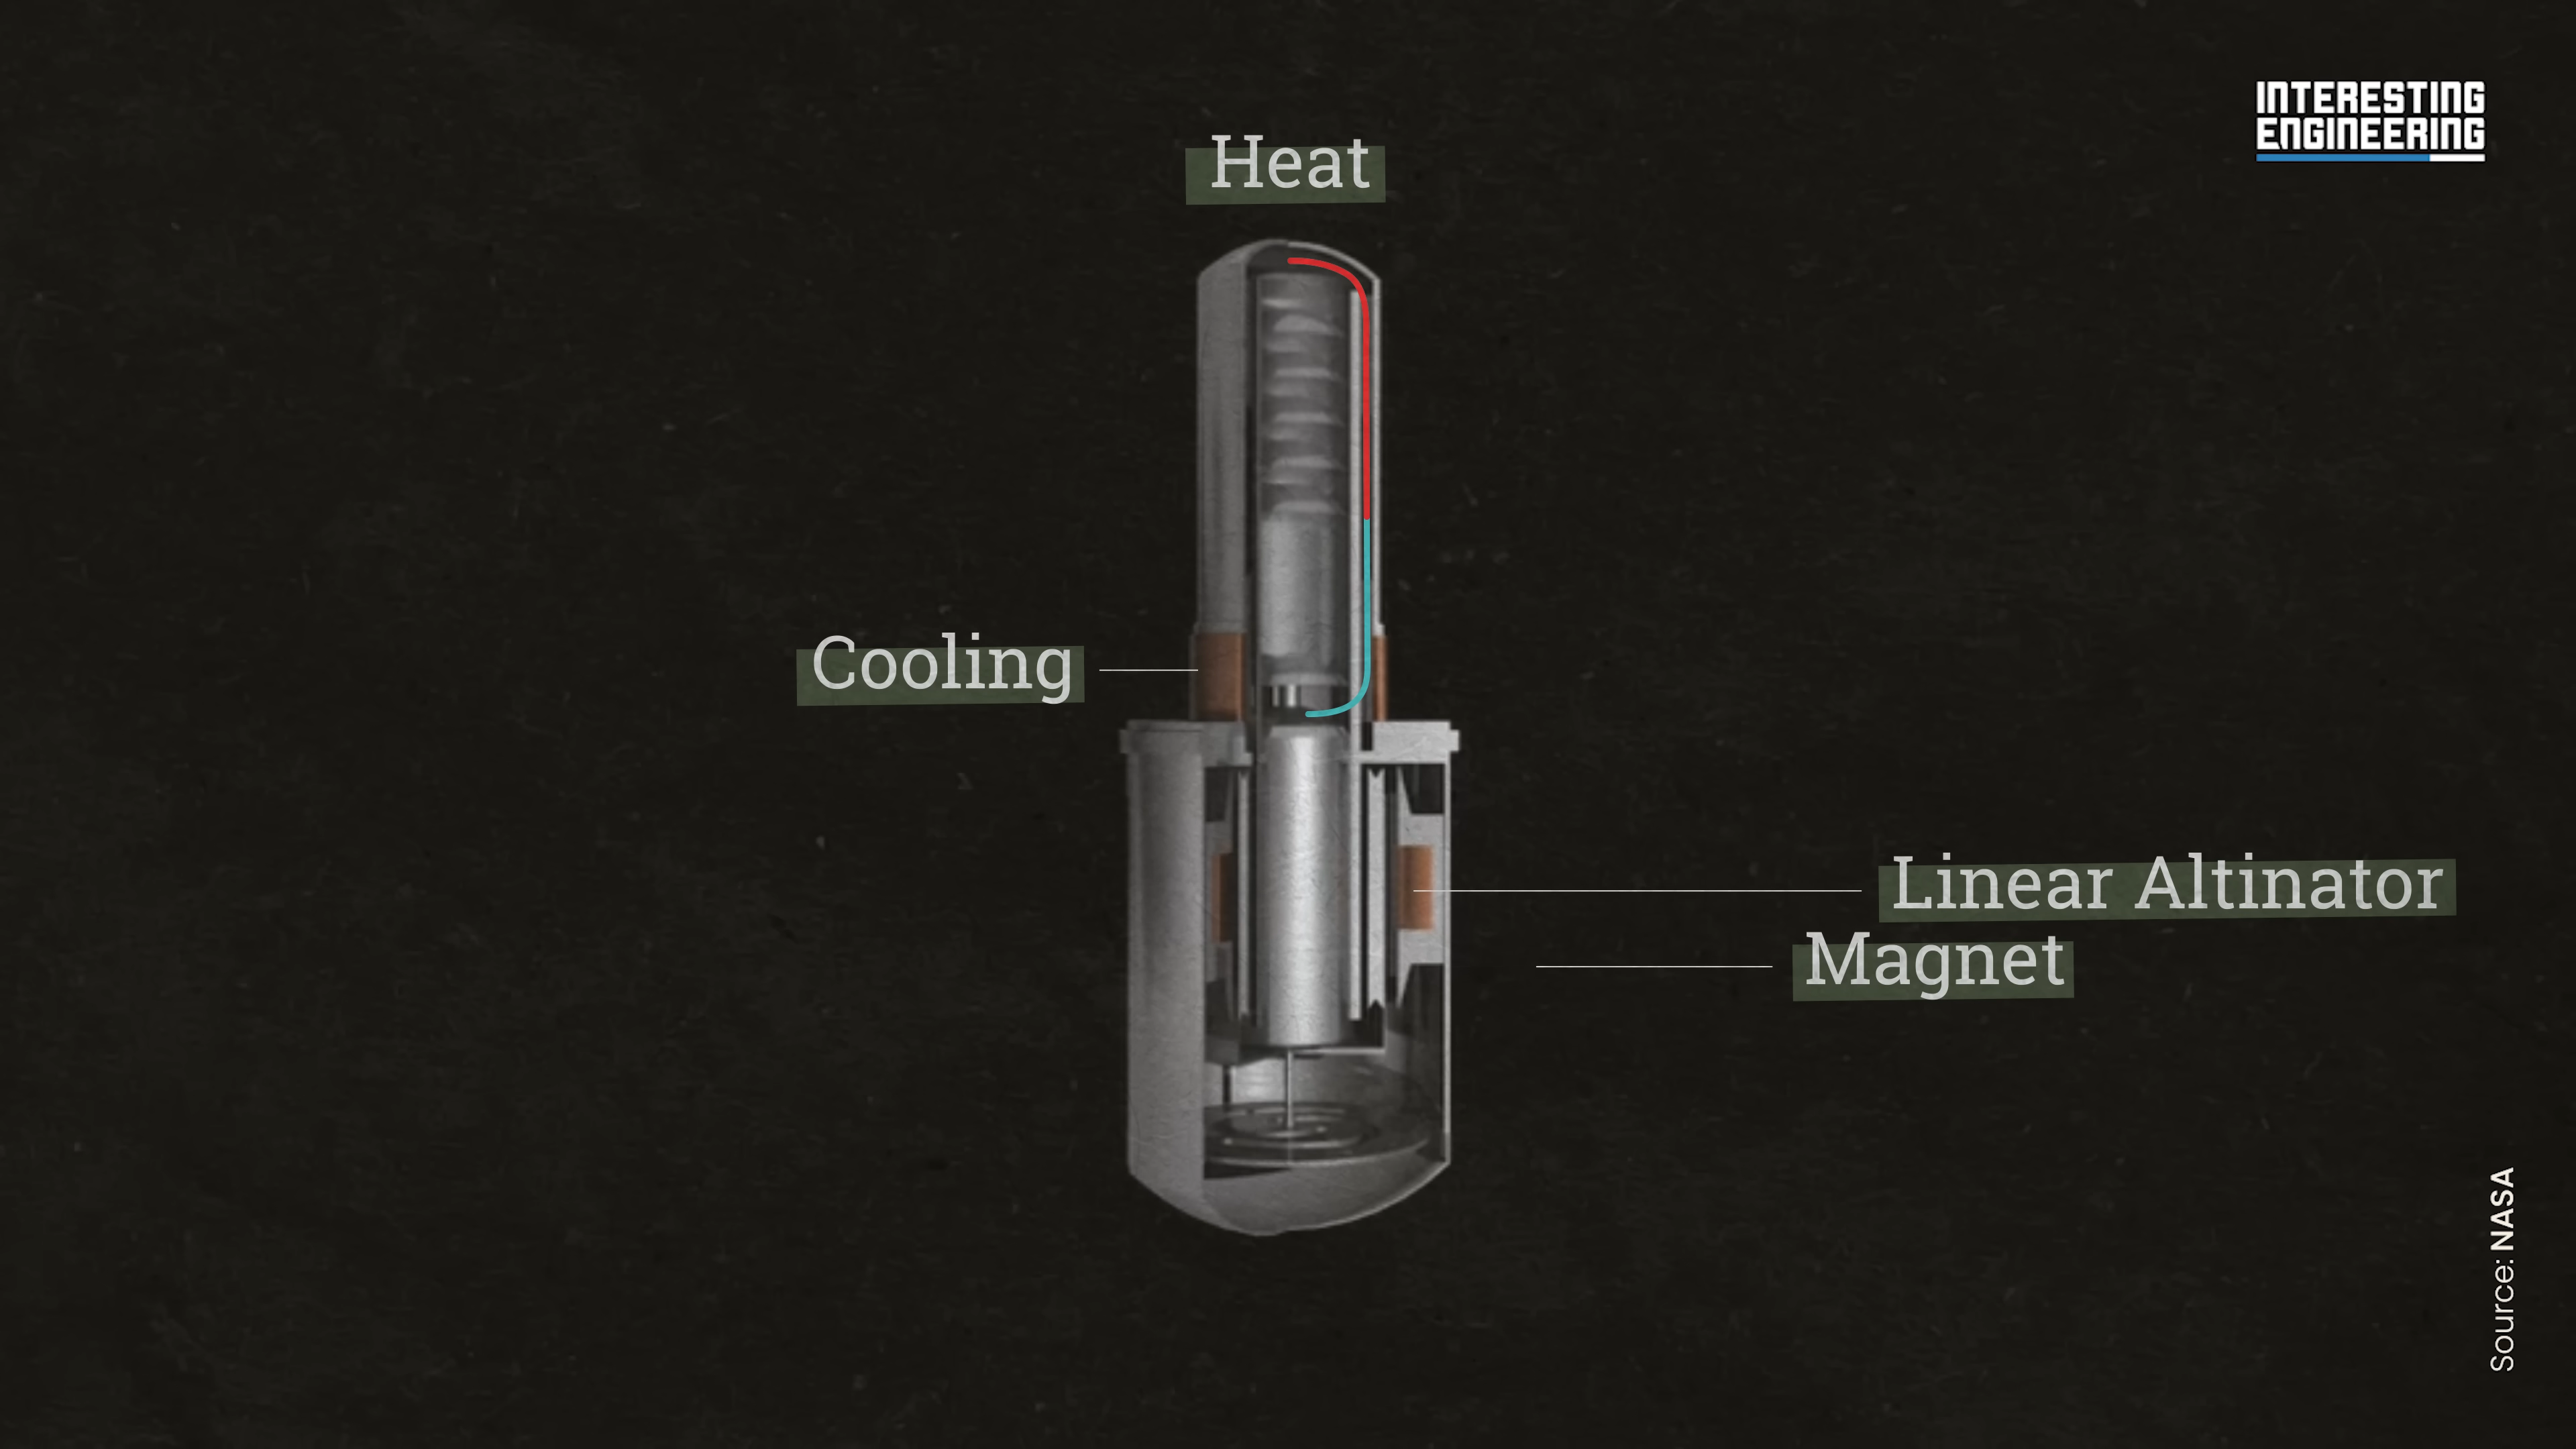 INTERESTING
ENGINEERING
Heat
Cooling
Linear Altinator
Magnet
Source: NASA